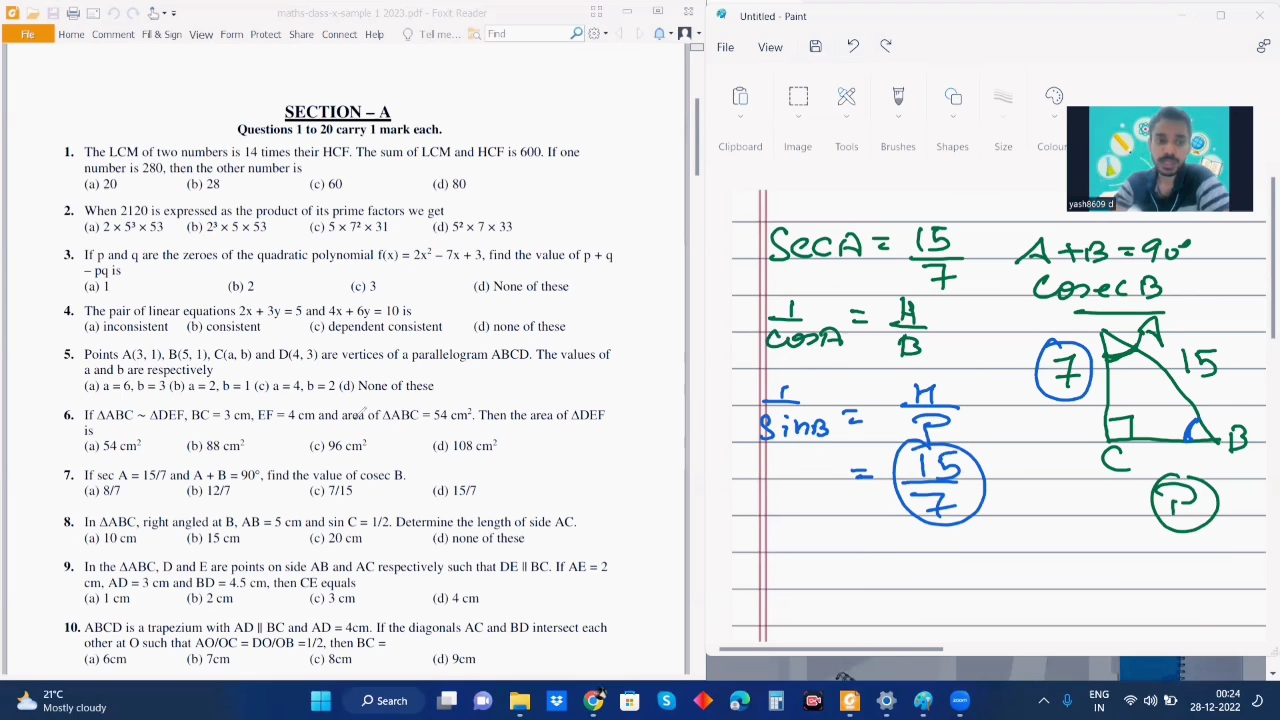 maths-class-x-sample 1 2023.pdf - Foxit Reader
File Home Comment Fill & Sign View Form Protect Share Connect Help Tell me... Find
SECTION – A
Questions 1 to 20 carry 1 mark each.
1. The LCM of two numbers is 14 times their HCF. The sum of LCM and HCF is 600. If one
number is 280, then the other number is
(a) 20 (b) 28 (c) 60 (d) 80
2. When 2120 is expressed as the product of its prime factors we get
(a) 2 × 5³ × 53 (b) 2³ × 5 × 53 (c) 5 × 7² × 31 (d) 5² × 7 × 33
3. If p and q are the zeroes of the quadratic polynomial f(x) = 2x² – 7x + 3, find the value of p + q
– pq is
(a) 1 (b) 2 (c) 3 (d) None of these
4. The pair of linear equations 2x + 3y = 5 and 4x + 6y = 10 is
(a) inconsistent (b) consistent (c) dependent consistent (d) none of these
5. Points A(3, 1), B(5, 1), C(a, b) and D(4, 3) are vertices of a parallelogram ABCD. The values of
a and b are respectively
(a) a = 6, b = 3 (b) a = 2, b = 1 (c) a = 4, b = 2 (d) None of these
6. If ΔABC ~ ΔDEF, BC = 3 cm, EF = 4 cm and area of ΔABC = 54 cm². Then the area of ΔDEF
is
(a) 54 cm² (b) 88 cm² (c) 96 cm² (d) 108 cm²
7. If sec A = 15/7 and A + B = 90°, find the value of cosec B.
(a) 8/7 (b) 12/7 (c) 7/15 (d) 15/7
8. In ΔABC, right angled at B, AB = 5 cm and sin C = 1/2. Determine the length of side AC.
(a) 10 cm (b) 15 cm (c) 20 cm (d) none of these
9. In the ΔABC, D and E are points on side AB and AC respectively such that DE || BC. If AE = 2
cm, AD = 3 cm and BD = 4.5 cm, then CE equals
(a) 1 cm (b) 2 cm (c) 3 cm (d) 4 cm
10. ABCD is a trapezium with AD || BC and AD = 4cm. If the diagonals AC and BD intersect each
other at O such that AO/OC = DO/OB =1/2, then BC =
(a) 6cm (b) 7cm (c) 8cm (d) 9cm
Untitled - Paint
File View
Clipboard Image Tools Brushes Shapes Size Colou
yash8609 d
SecA = 15/7
A+B=90°
cosec B
1/cosA = H/B
A
7
15
1/sinB = H/P
B
= 15/7
C
P
21°C
Mostly cloudy
Search
ENG
IN
00:24
28-12-2022